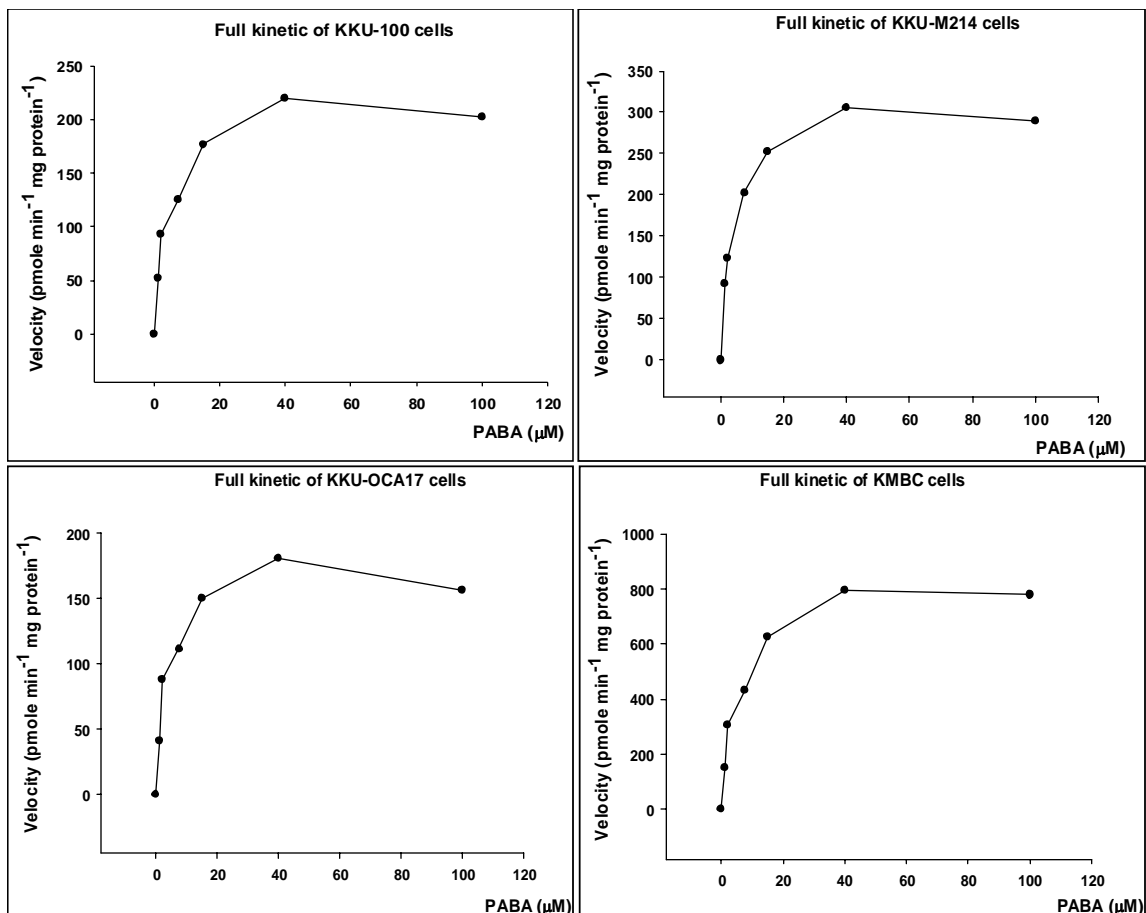 Full kinetic of KKU-100 cells
Velocity (pmole min⁻¹ mg protein⁻¹)
250
200
150
100
50
0
0 20 40 60 80 100 120
PABA (μM)
Full kinetic of KKU-M214 cells
Velocity (pmole min⁻¹ mg protein⁻¹)
350
300
250
200
150
100
50
0
0 20 40 60 80 100 120
PABA (μM)
Full kinetic of KKU-OCA17 cells
Velocity (pmole min⁻¹ mg protein⁻¹)
200
150
100
50
0
0 20 40 60 80 100 120
PABA (μM)
Full kinetic of KMBC cells
Velocity (pmole min⁻¹ mg protein⁻¹)
1000
800
600
400
200
0
0 20 40 60 80 100 120
PABA (μM)